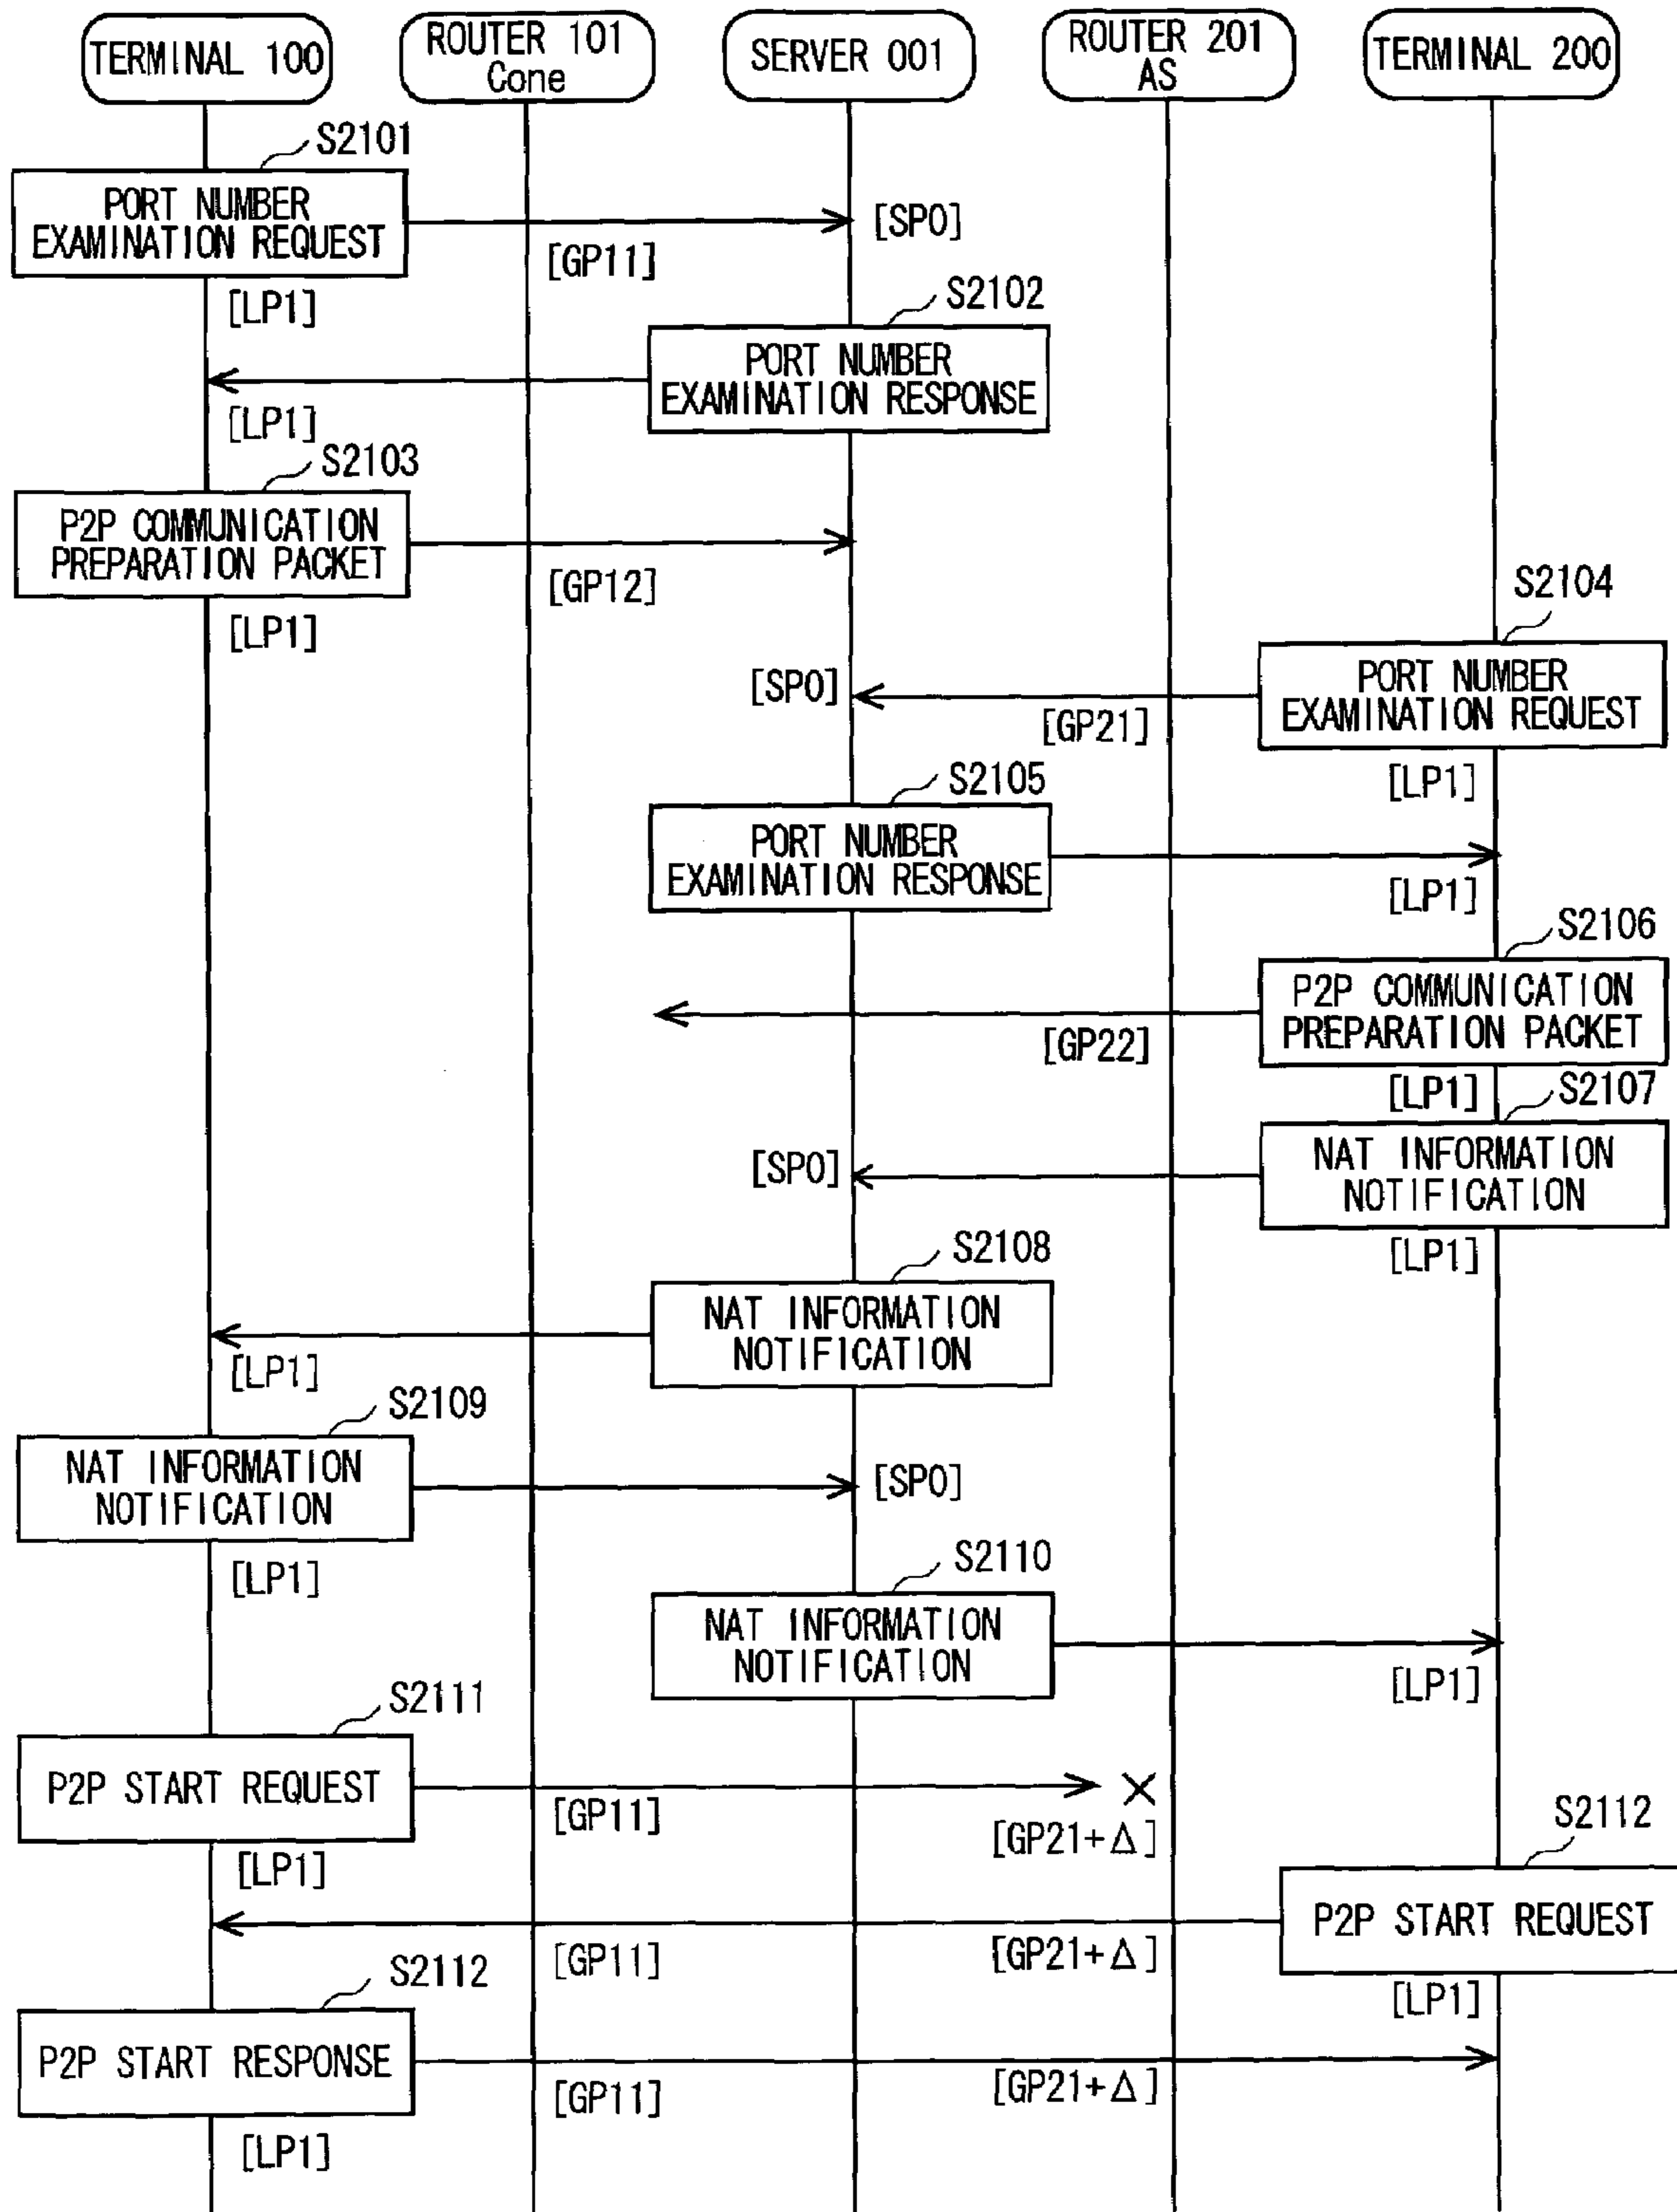 TERMINAL 100
ROUTER 101
Cone
SERVER 001
ROUTER 201
AS
TERMINAL 200
S2101
PORT NUMBER
EXAMINATION REQUEST
[SP0]
[GP11]
[LP1]
S2102
PORT NUMBER
EXAMINATION RESPONSE
[LP1]
S2103
P2P COMMUNICATION
PREPARATION PACKET
[GP12]
[LP1]
S2104
PORT NUMBER
EXAMINATION REQUEST
[SP0]
[GP21]
[LP1]
S2105
PORT NUMBER
EXAMINATION RESPONSE
[LP1]
S2106
P2P COMMUNICATION
PREPARATION PACKET
[GP22]
[LP1]
S2107
NAT INFORMATION
NOTIFICATION
[SP0]
[LP1]
S2108
NAT INFORMATION
NOTIFICATION
[LP1]
S2109
NAT INFORMATION
NOTIFICATION
[SP0]
[LP1]
S2110
NAT INFORMATION
NOTIFICATION
[LP1]
S2111
P2P START REQUEST
[GP11]
×
[GP21+Δ]
[LP1]
S2112
P2P START REQUEST
[GP11]
[GP21+Δ]
[LP1]
S2112
P2P START RESPONSE
[GP11]
[GP21+Δ]
[LP1]